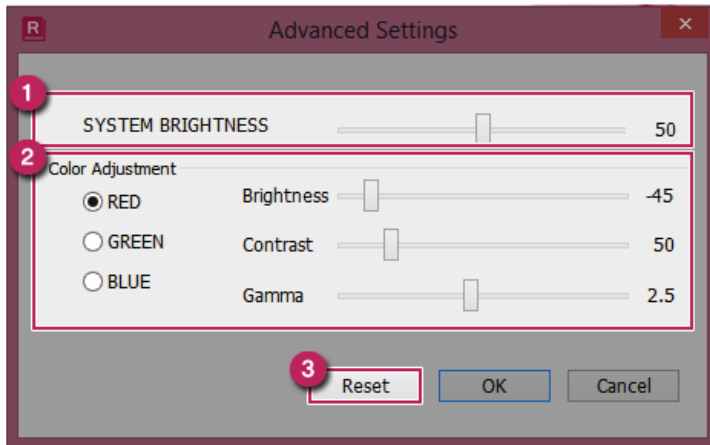 R Advanced Settings ×
1
SYSTEM BRIGHTNESS 50
2
Color Adjustment
RED Brightness -45
GREEN Contrast 50
BLUE Gamma 2.5
3
Reset OK Cancel